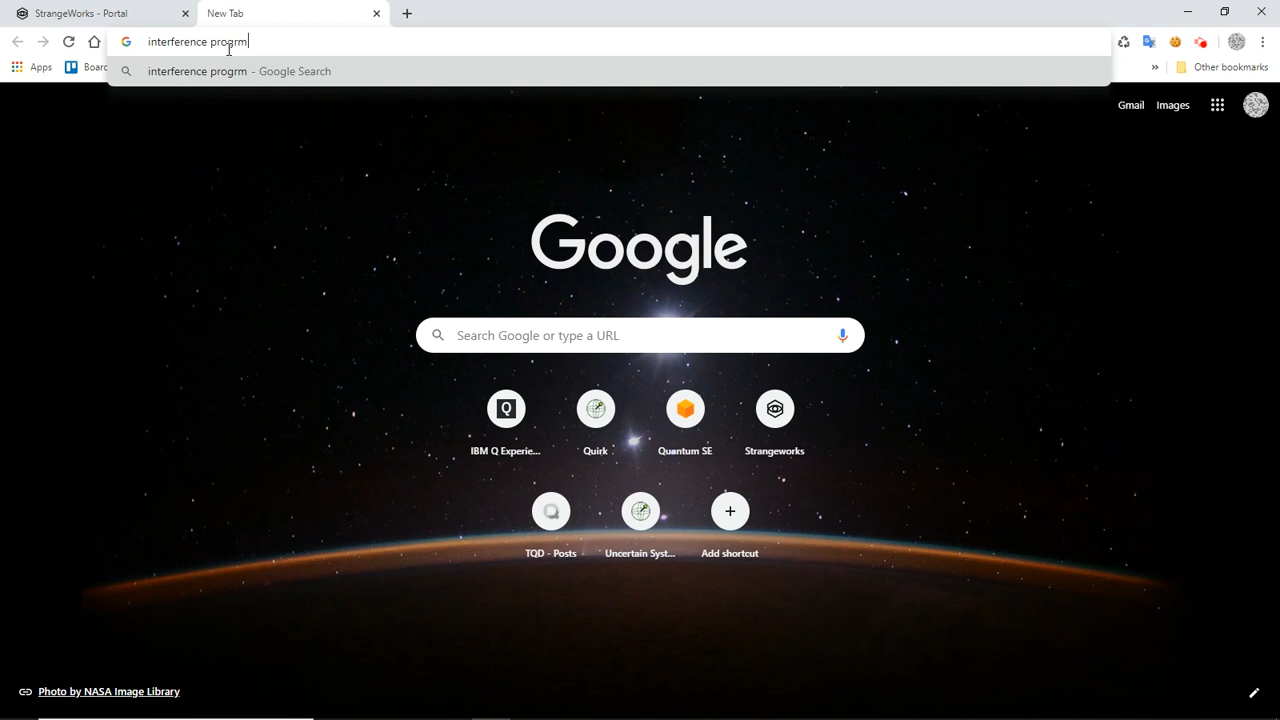 StrangeWorks - Portal
New Tab
interference progrm
Apps
Boarc
Other bookmarks
interference progrm - Google Search
Gmail
Images
Google
Search Google or type a URL
IBM Q Experie...
Quirk
Quantum SE
Strangeworks
TQD - Posts
Uncertain Syst...
Add shortcut
Photo by NASA Image Library